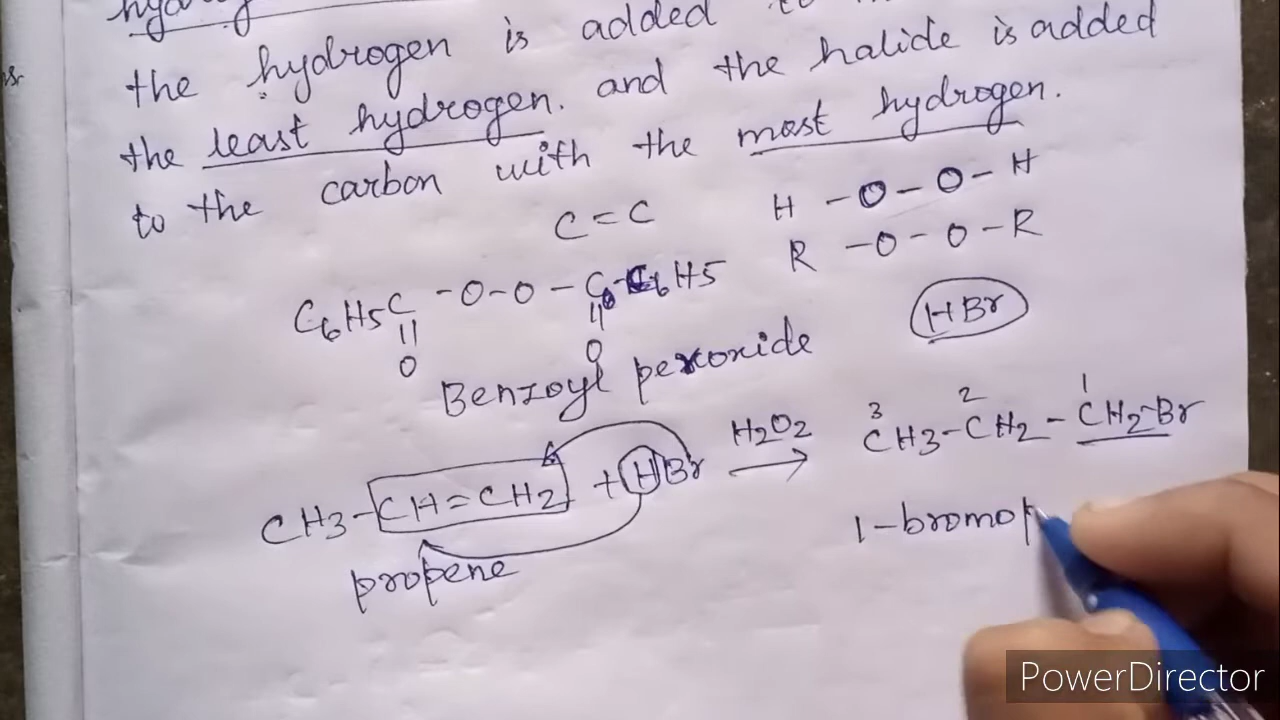 the hydrogen is added to
the least hydrogen. and the halide is added
to the carbon with the most hydrogen.
C=C
H-O-O-H
R-O-O-R
C6H5C-O-O-C-C6H5
|| ||
O O
HBr
Benzoyl peroxide
CH3-CH=CH2 + HBr H2O2 → CH3-CH2-CH2-Br
3 2 1
propene
1-bromop
PowerDirector